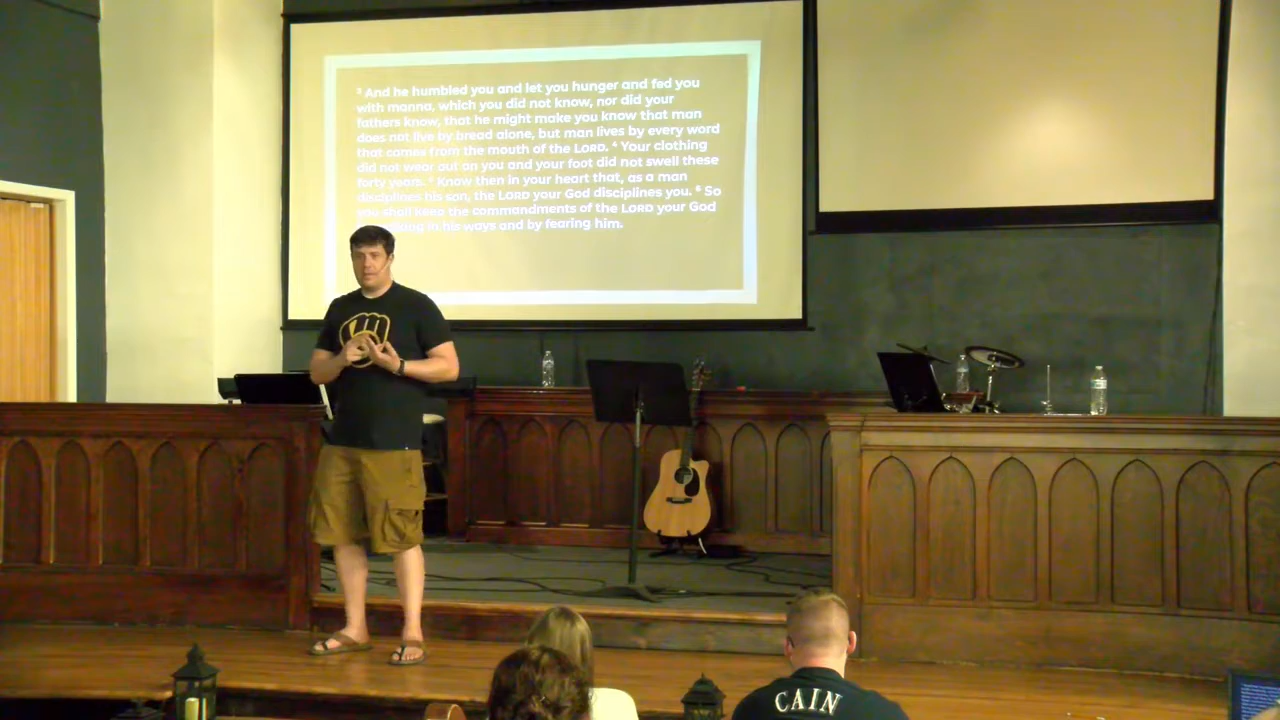 ³ And he humbled you and let you hunger and fed you
with manna, which you did not know, nor did your
fathers know, that he might make you know that man
does not live by bread alone, but man lives by every word
that comes from the mouth of the LORD. ⁴ Your clothing
did not wear out on you and your foot did not swell these
forty years. ⁵ Know then in your heart that, as a man
disciplines his son, the LORD your God disciplines you. ⁶ So
you shall keep the commandments of the LORD your God
in his ways and by fearing him.
CAIN